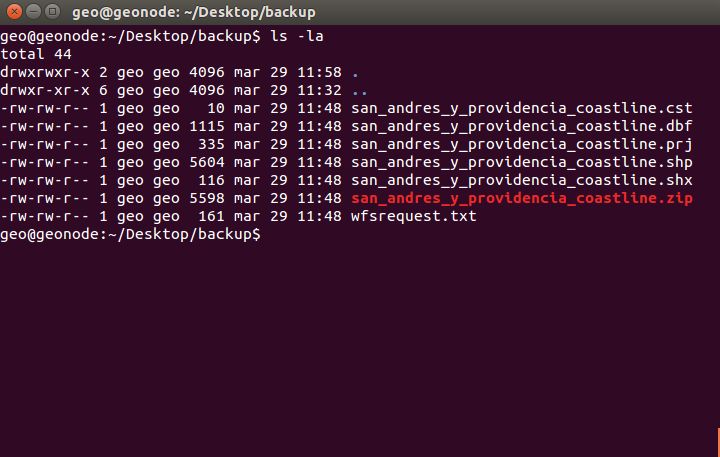 geo@geonode: ~/Desktop/backup
geo@geonode:~/Desktop/backup$ ls -la
total 44
drwxrwxr-x 2 geo geo 4096 mar 29 11:58 .
drwxr-xr-x 6 geo geo 4096 mar 29 11:32 ..
-rw-rw-r-- 1 geo geo   10 mar 29 11:48 san_andres_y_providencia_coastline.cst
-rw-rw-r-- 1 geo geo 1115 mar 29 11:48 san_andres_y_providencia_coastline.dbf
-rw-rw-r-- 1 geo geo  335 mar 29 11:48 san_andres_y_providencia_coastline.prj
-rw-rw-r-- 1 geo geo 5604 mar 29 11:48 san_andres_y_providencia_coastline.shp
-rw-rw-r-- 1 geo geo  116 mar 29 11:48 san_andres_y_providencia_coastline.shx
-rw-rw-r-- 1 geo geo 5598 mar 29 11:48 san_andres_y_providencia_coastline.zip
-rw-rw-r-- 1 geo geo  161 mar 29 11:48 wfsrequest.txt
geo@geonode:~/Desktop/backup$